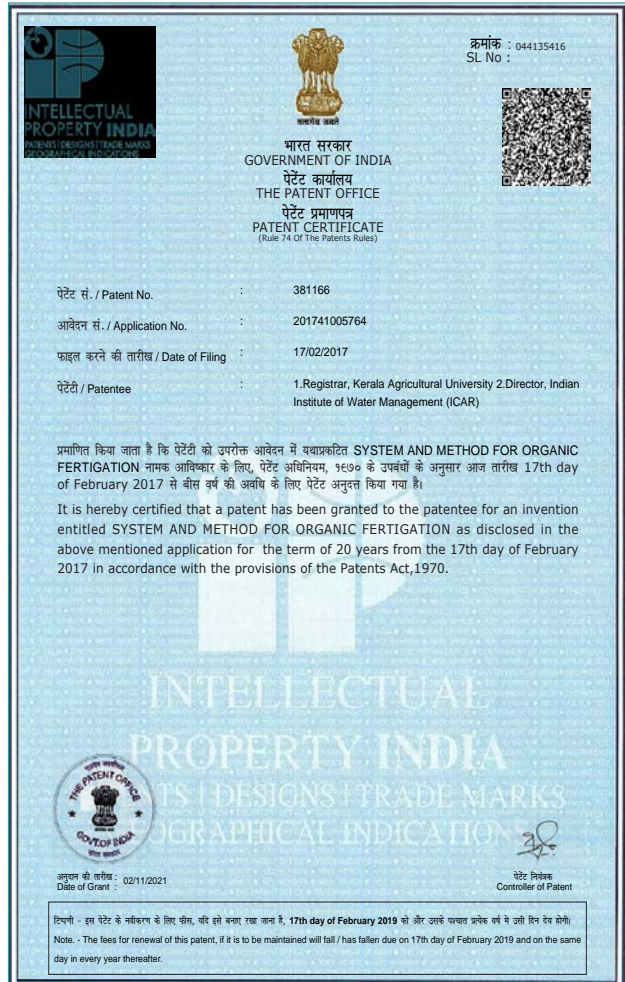 INTELLECTUAL
PROPERTY INDIA
PATENTS | DESIGNS | TRADE MARKS
GEOGRAPHICAL INDICATIONS
क्रमांक : 044135416
SL No :
सत्यमेव जयते
भारत सरकार
GOVERNMENT OF INDIA
पेटेंट कार्यालय
THE PATENT OFFICE
पेटेंट प्रमाणपत्र
PATENT CERTIFICATE
(Rule 74 Of The Patents Rules)
पेटेंट सं. / Patent No. : 381166
आवेदन सं. / Application No. : 201741005764
फाइल करने की तारीख / Date of Filing : 17/02/2017
पेटेंटी / Patentee : 1.Registrar, Kerala Agricultural University 2.Director, Indian
Institute of Water Management (ICAR)
प्रमाणित किया जाता है कि पेटेंटी को उपरोक्त आवेदन में यथाप्रकटित SYSTEM AND METHOD FOR ORGANIC
FERTIGATION नामक आविष्कार के लिए, पेटेंट अधिनियम, १९७० के उपबंधों के अनुसार आज तारीख 17th day
of February 2017 से बीस वर्ष की अवधि के लिए पेटेंट अनुदत्त किया गया है।
It is hereby certified that a patent has been granted to the patentee for an invention
entitled SYSTEM AND METHOD FOR ORGANIC FERTIGATION as disclosed in the
above mentioned application for the term of 20 years from the 17th day of February
2017 in accordance with the provisions of the Patents Act,1970.
INTELLECTUAL
PROPERTY INDIA
TS | DESIGNS | TRADE MARKS
OGRAPHICAL INDICATIONS
THE PATENT OFFICE
GOVT.OF INDIA
भारत सरकार
अनुदान की तारीख : 02/11/2021
Date of Grant :
पेटेंट नियंत्रक
Controller of Patent
टिप्पणी - इस पेटेंट के नवीकरण के लिए फीस, यदि इसे बनाए रखा जाना है, 17th day of February 2019 को और उसके पश्चात प्रत्येक वर्ष मे उसी दिन देय होगी।
Note. - The fees for renewal of this patent, if it is to be maintained will fall / has fallen due on 17th day of February 2019 and on the same
day in every year thereafter.